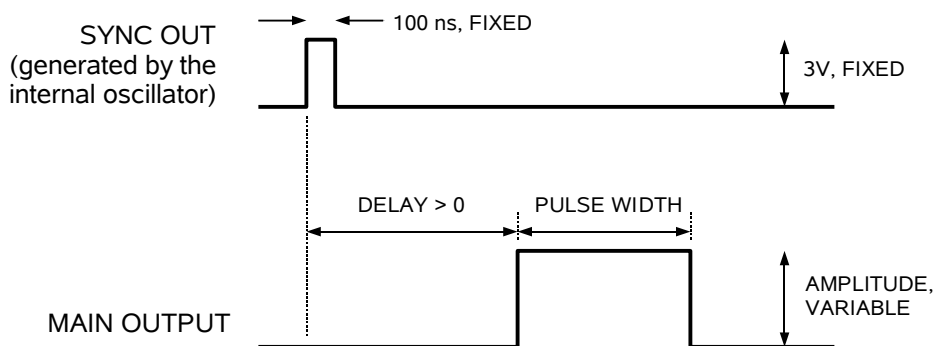 100 ns, FIXED
SYNC OUT
(generated by the
internal oscillator)
3V, FIXED
DELAY > 0
PULSE WIDTH
AMPLITUDE,
VARIABLE
MAIN OUTPUT